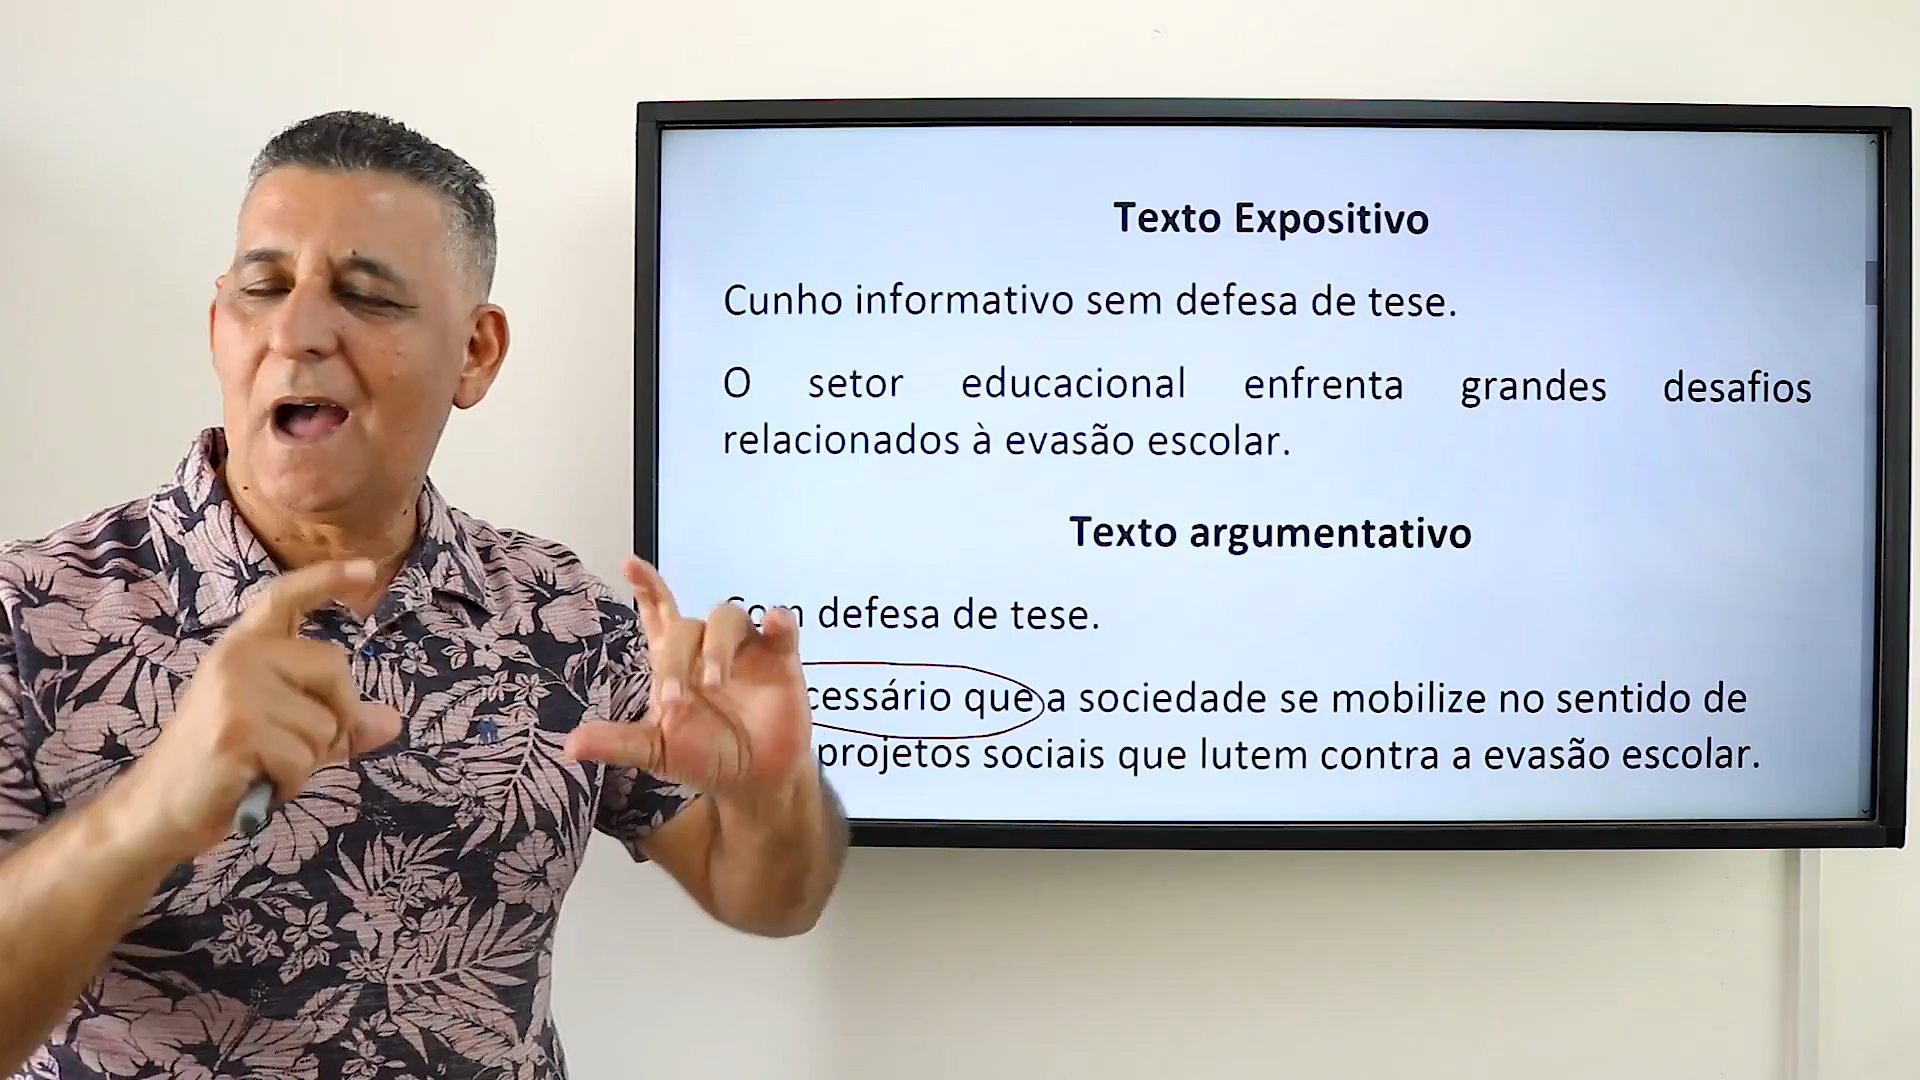 Texto Expositivo
Cunho informativo sem defesa de tese.
O setor educacional enfrenta grandes desafios
relacionados à evasão escolar.
Texto argumentativo
Com defesa de tese.
cessário que a sociedade se mobilize no sentido de
projetos sociais que lutem contra a evasão escolar.